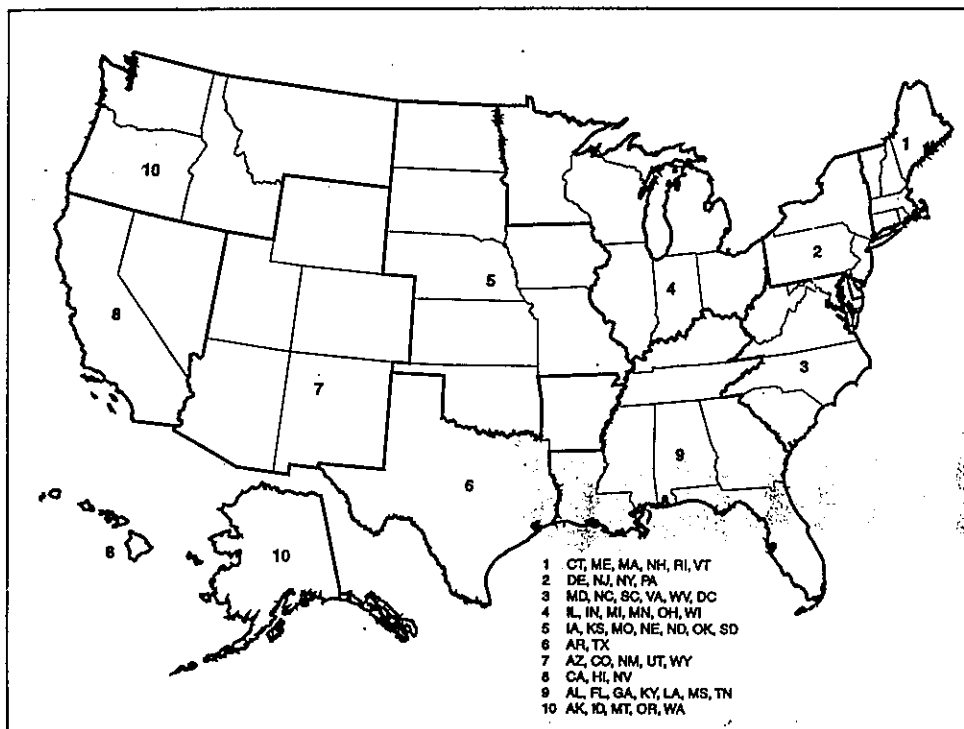 1
10
2
5
4
8
3
7
9
6
8
10
1 CT, ME, MA, NH, RI, VT
2 DE, NJ, NY, PA
3 MD, NC, SC, VA, WV, DC
4 IL, IN, MI, MN, OH, WI
5 IA, KS, MO, NE, ND, OK, SD
6 AR, TX
7 AZ, CO, NM, UT, WY
8 CA, HI, NV
9 AL, FL, GA, KY, LA, MS, TN
10 AK, ID, MT, OR, WA